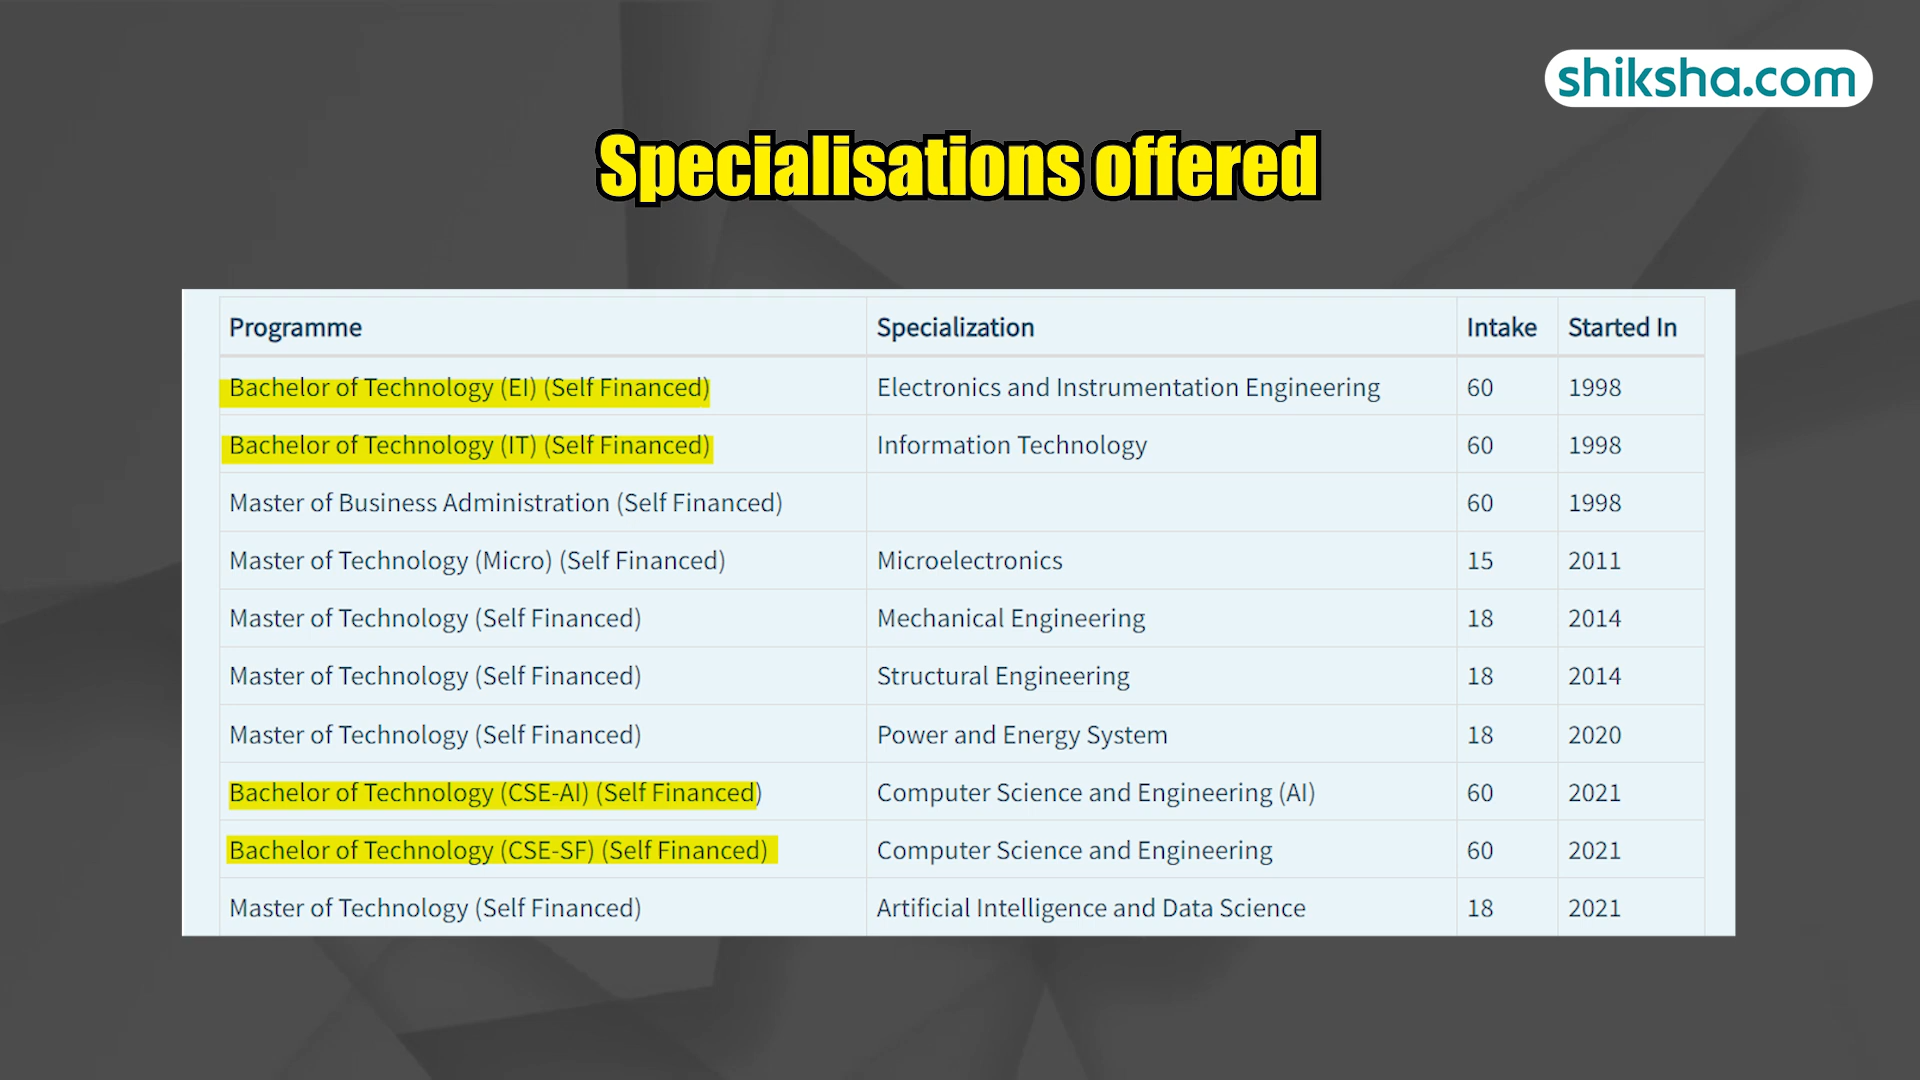 shiksha.com
Specialisations offered
Programme Specialization Intake Started In
Bachelor of Technology (EI) (Self Financed) Electronics and Instrumentation Engineering 60 1998
Bachelor of Technology (IT) (Self Financed) Information Technology 60 1998
Master of Business Administration (Self Financed) 60 1998
Master of Technology (Micro) (Self Financed) Microelectronics 15 2011
Master of Technology (Self Financed) Mechanical Engineering 18 2014
Master of Technology (Self Financed) Structural Engineering 18 2014
Master of Technology (Self Financed) Power and Energy System 18 2020
Bachelor of Technology (CSE-AI) (Self Financed) Computer Science and Engineering (AI) 60 2021
Bachelor of Technology (CSE-SF) (Self Financed) Computer Science and Engineering 60 2021
Master of Technology (Self Financed) Artificial Intelligence and Data Science 18 2021